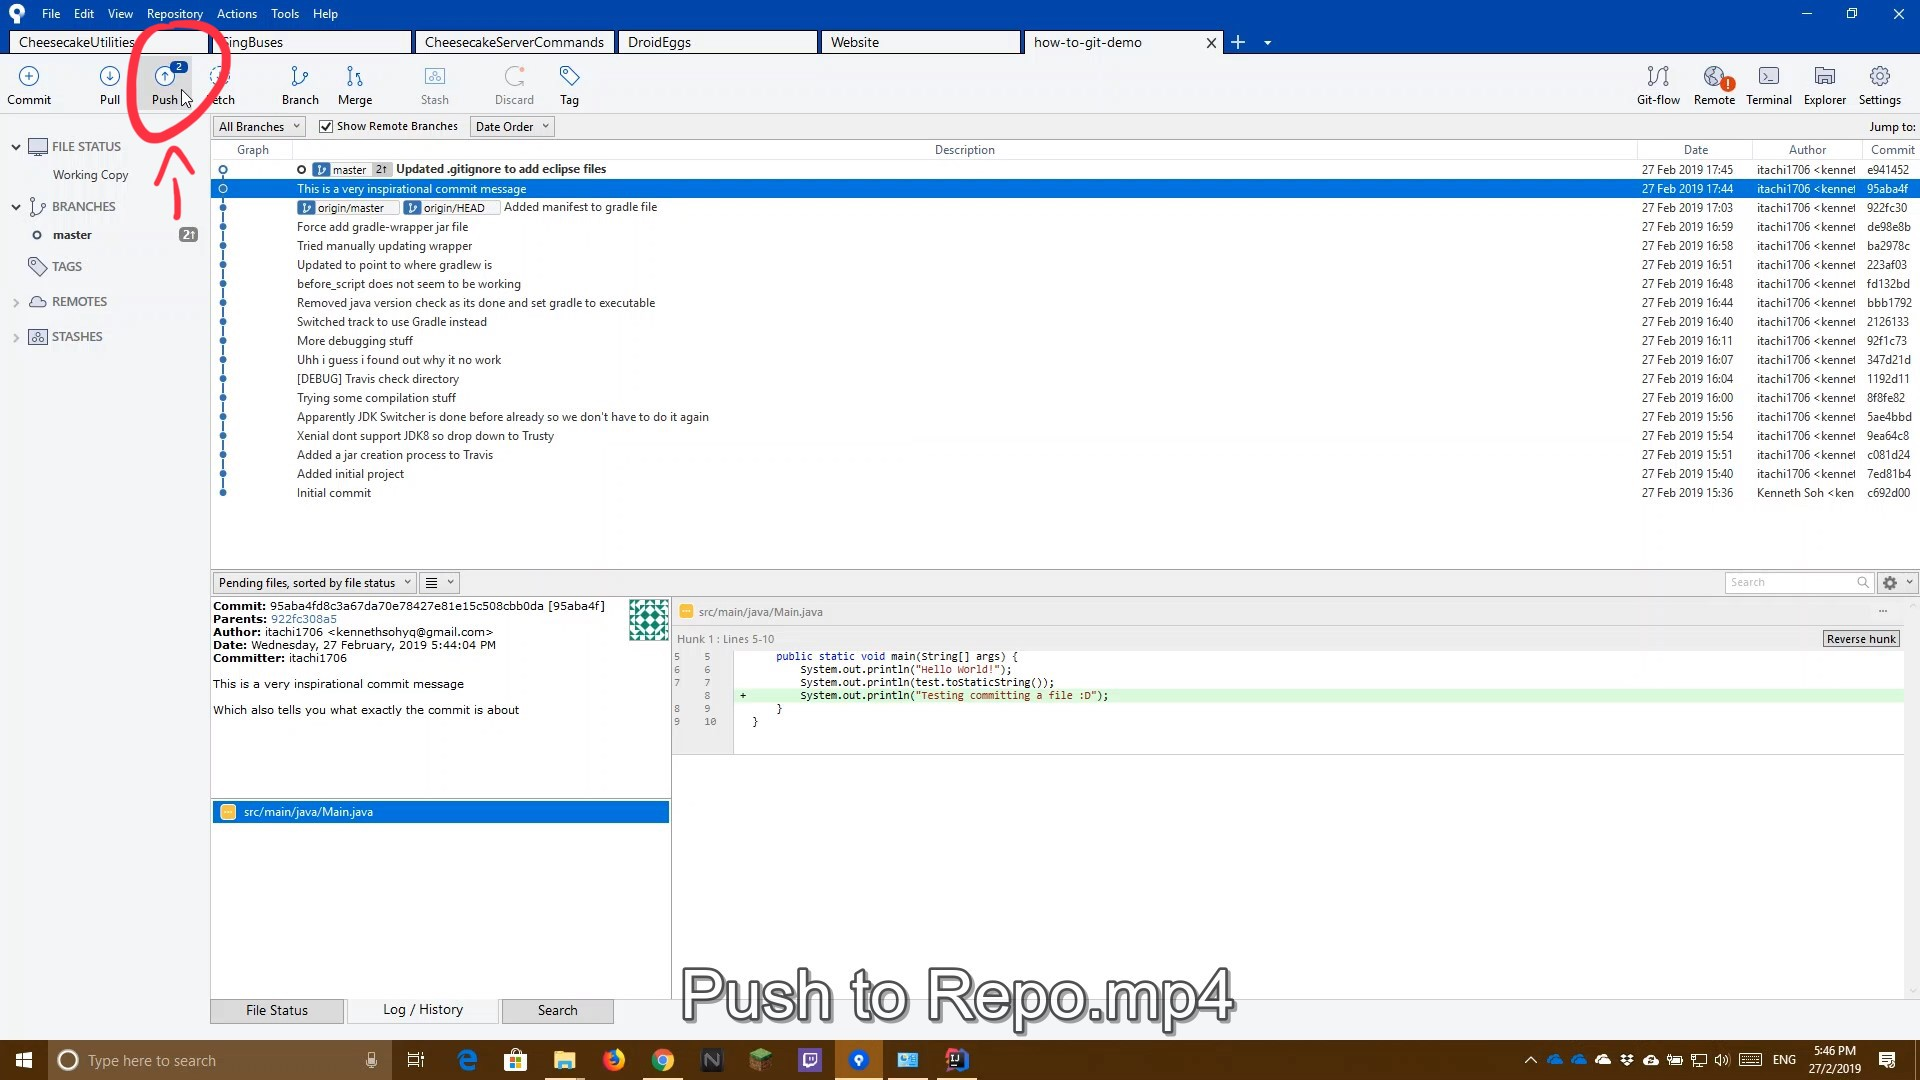 File Edit View Repository Actions Tools Help
CheesecakeUtilities SingBuses CheesecakeServerCommands DroidEggs Website how-to-git-demo
2
Commit Pull Push Branch Merge Stash Discard Tag Git-flow Remote Terminal Explorer Settings
All Branches Show Remote Branches Date Order Jump to:
FILE STATUS
Working Copy
BRANCHES
master 2↑
TAGS
REMOTES
STASHES
Graph Description Date Author Commit
master 2↑ Updated .gitignore to add eclipse files 27 Feb 2019 17:45 itachi1706 <kennet e941452
This is a very inspirational commit message 27 Feb 2019 17:44 itachi1706 <kennet 95aba4f
origin/master origin/HEAD Added manifest to gradle file 27 Feb 2019 17:03 itachi1706 <kennet 922fc30
Force add gradle-wrapper jar file 27 Feb 2019 16:59 itachi1706 <kennet de98e8b
Tried manually updating wrapper 27 Feb 2019 16:58 itachi1706 <kennet ba2978c
Updated to point to where gradlew is 27 Feb 2019 16:51 itachi1706 <kennet 223af03
before_script does not seem to be working 27 Feb 2019 16:48 itachi1706 <kennet fd132bd
Removed java version check as its done and set gradle to executable 27 Feb 2019 16:44 itachi1706 <kennet bbb1792
Switched track to use Gradle instead 27 Feb 2019 16:40 itachi1706 <kennet 2126133
More debugging stuff 27 Feb 2019 16:11 itachi1706 <kennet 92f1c73
Uhh i guess i found out why it no work 27 Feb 2019 16:07 itachi1706 <kennet 347d21d
[DEBUG] Travis check directory 27 Feb 2019 16:04 itachi1706 <kennet 1192d11
Trying some compilation stuff 27 Feb 2019 16:00 itachi1706 <kennet 8f8fe82
Apparently JDK Switcher is done before already so we don't have to do it again 27 Feb 2019 15:56 itachi1706 <kennet 5ae4bbd
Xenial dont support JDK8 so drop down to Trusty 27 Feb 2019 15:54 itachi1706 <kennet 9ea64c8
Added a jar creation process to Travis 27 Feb 2019 15:51 itachi1706 <kennet c081d24
Added initial project 27 Feb 2019 15:40 itachi1706 <kennet 7ed81b4
Initial commit 27 Feb 2019 15:36 Kenneth Soh <ken c692d00
Pending files, sorted by file status Search
Commit: 95aba4fd8c3a67da70e78427e81e15c508cbb0da [95aba4f]
Parents: 922fc308a5
Author: itachi1706 <kennethsohyq@gmail.com>
Date: Wednesday, 27 February, 2019 5:44:04 PM
Committer: itachi1706
This is a very inspirational commit message
Which also tells you what exactly the commit is about
src/main/java/Main.java
src/main/java/Main.java
Hunk 1 : Lines 5-10 Reverse hunk
5 5 public static void main(String[] args) {
6 6 System.out.println("Hello World!");
7 7 System.out.println(test.toStaticString());
8 + System.out.println("Testing committing a file :D");
8 9 }
9 10 }
File Status Log / History Search
Push to Repo.mp4
Type here to search
ENG
5:46 PM
27/2/2019